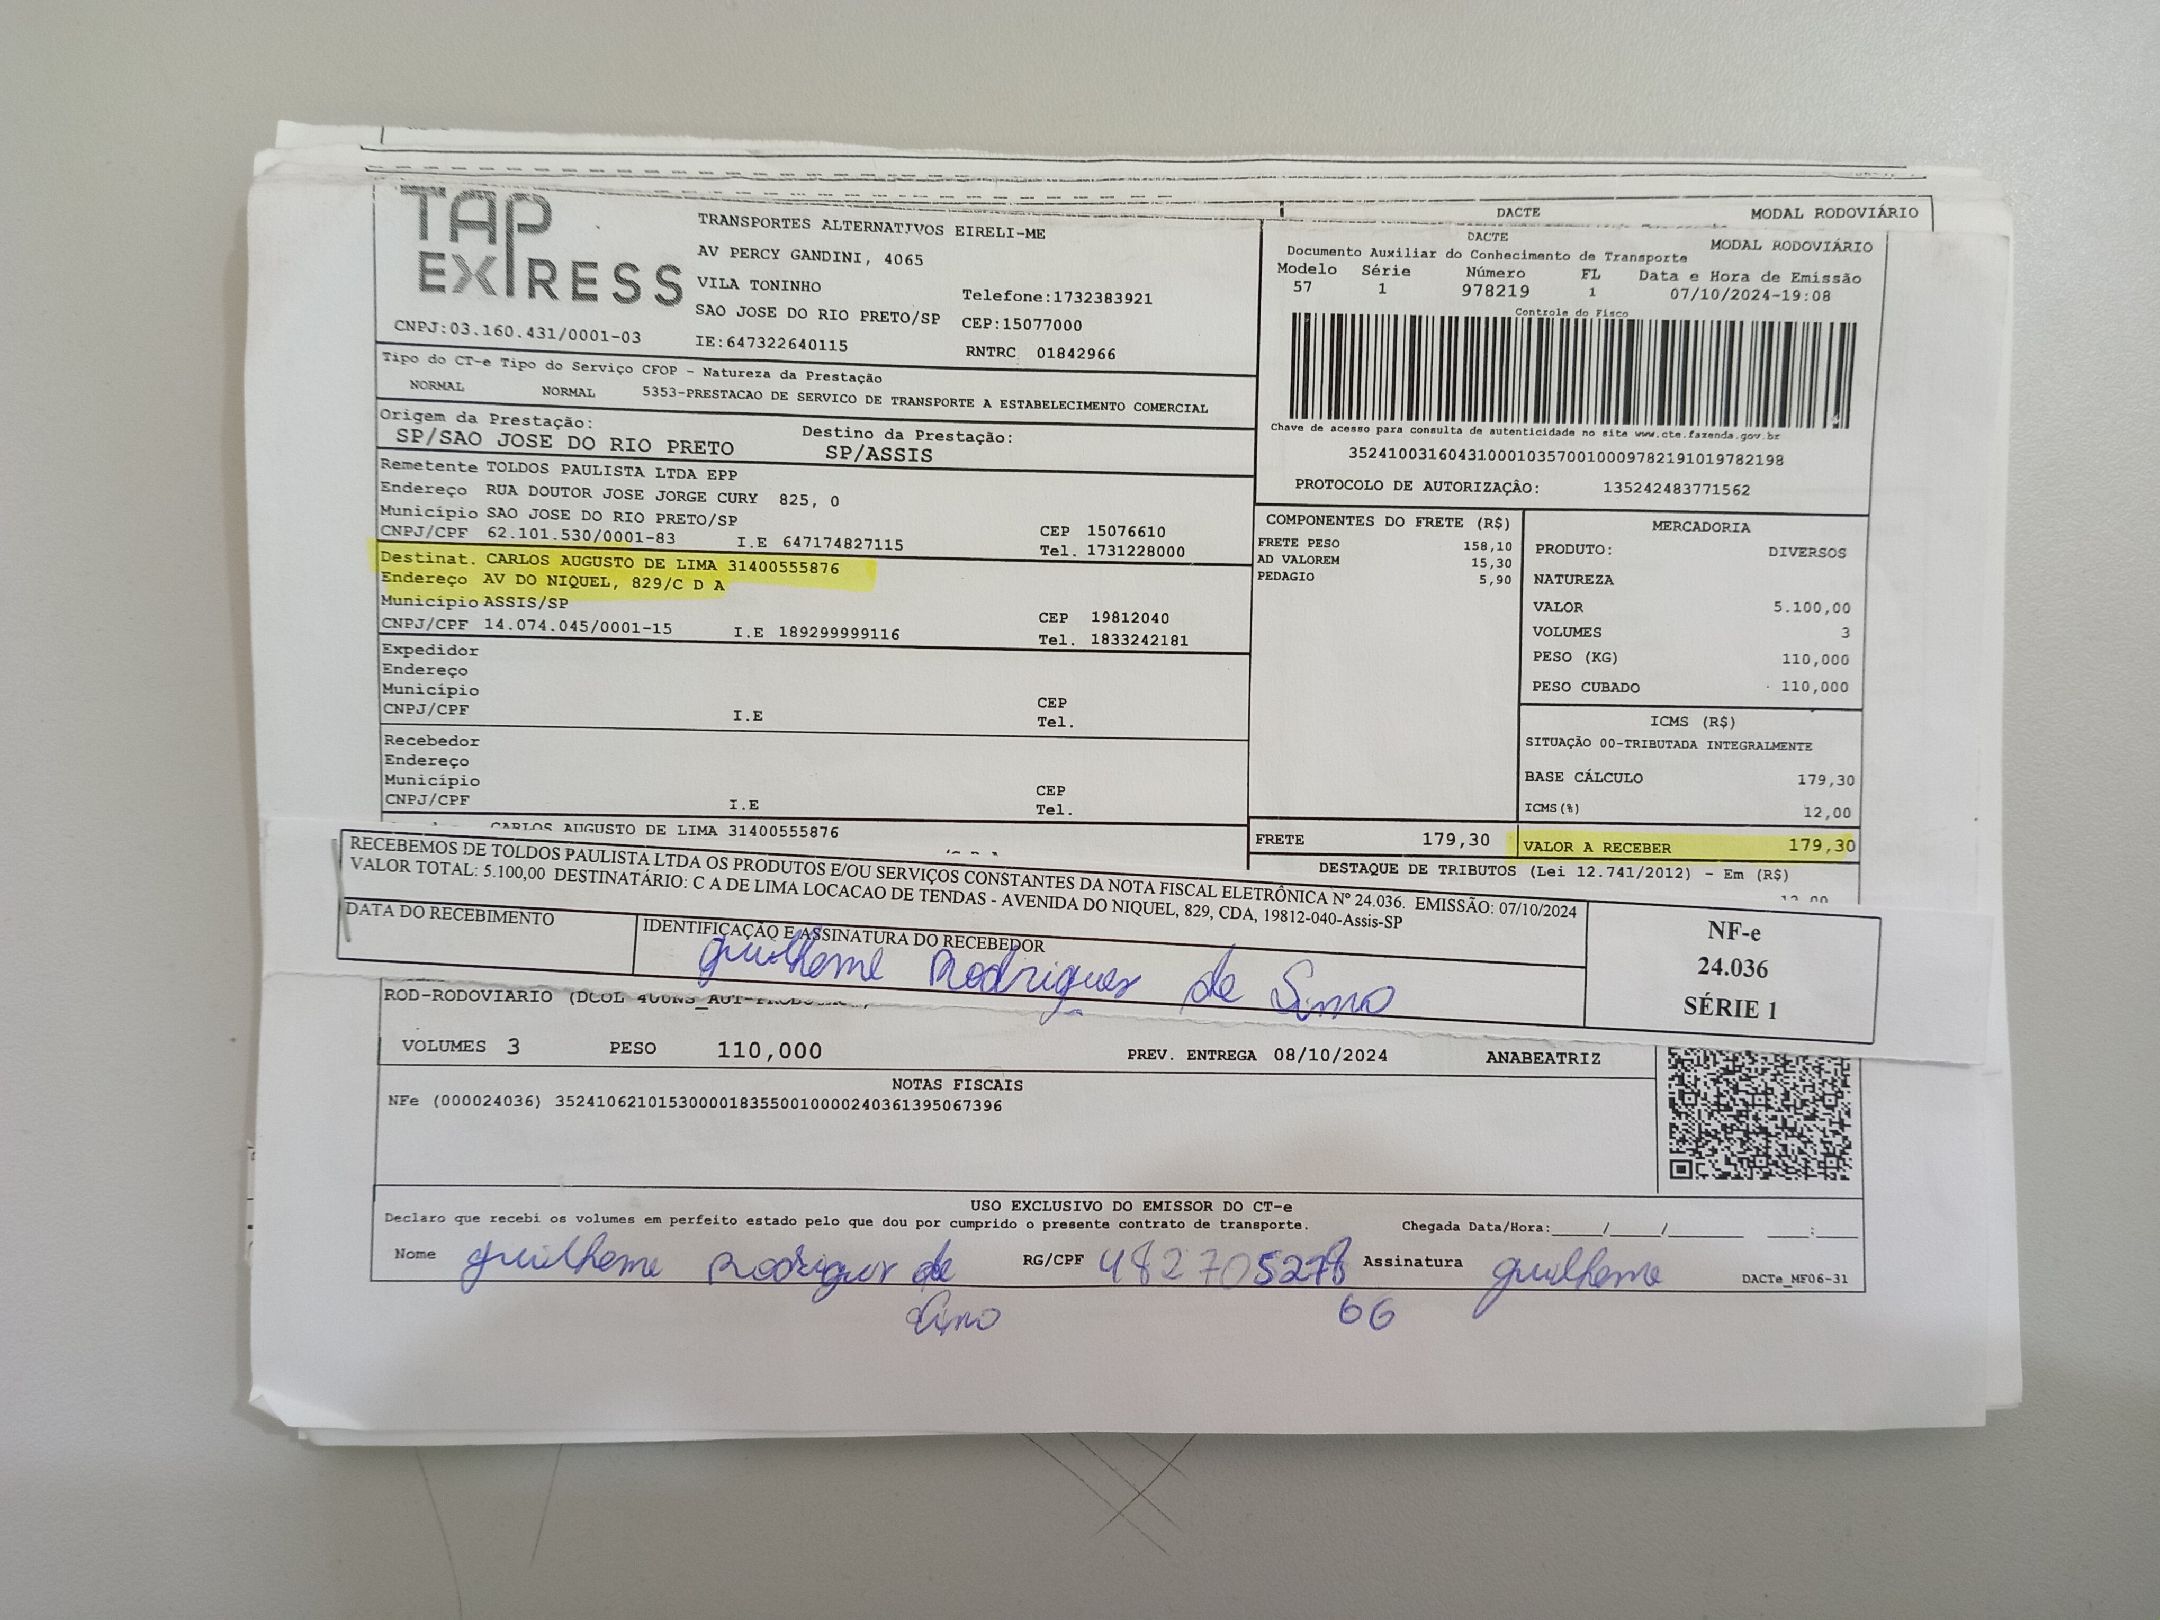 TAP EXPRESS
TRANSPORTES ALTERNATIVOS EIRELI-ME
AV PERCY GANDINI, 4065
VILA TONINHO
Telefone:1732383921
SAO JOSE DO RIO PRETO/SP CEP:15077000
CNPJ:03.160.431/0001-03 IE:647322640115 RNTRC 01842966
DACTE MODAL RODOVIÁRIO
DACTE MODAL RODOVIÁRIO
Documento Auxiliar do Conhecimento de Transporte
Modelo Série Número FL Data e Hora de Emissão
57 1 978219 1 07/10/2024-19:08
Controle do Fisco
Chave de acesso para consulta de autenticidade no site www.cte.fazenda.gov.br
35241003160431000103570010009782191019782198
PROTOCOLO DE AUTORIZAÇÃO: 135242483771562
Tipo do CT-e Tipo do Serviço CFOP - Natureza da Prestação
NORMAL NORMAL 5353-PRESTACAO DE SERVICO DE TRANSPORTE A ESTABELECIMENTO COMERCIAL
Origem da Prestação: Destino da Prestação:
SP/SAO JOSE DO RIO PRETO SP/ASSIS
Remetente TOLDOS PAULISTA LTDA EPP
Endereço RUA DOUTOR JOSE JORGE CURY 825, 0
Município SAO JOSE DO RIO PRETO/SP CEP 15076610
CNPJ/CPF 62.101.530/0001-83 I.E 647174827115 Tel. 1731228000
Destinat. CARLOS AUGUSTO DE LIMA 31400555876
Endereço AV DO NIQUEL, 829/C D A
Município ASSIS/SP CEP 19812040
CNPJ/CPF 14.074.045/0001-15 I.E 189299999116 Tel. 1833242181
Expedidor
Endereço
Município CEP
CNPJ/CPF I.E Tel.
Recebedor
Endereço
Município CEP
CNPJ/CPF I.E Tel.
CARLOS AUGUSTO DE LIMA 31400555876
COMPONENTES DO FRETE (R$)
FRETE PESO 158,10
AD VALOREM 15,30
PEDAGIO 5,90
MERCADORIA
PRODUTO: DIVERSOS
NATUREZA
VALOR 5.100,00
VOLUMES 3
PESO (KG) 110,000
PESO CUBADO 110,000
ICMS (R$)
SITUAÇÃO 00-TRIBUTADA INTEGRALMENTE
BASE CÁLCULO 179,30
ICMS(%) 12,00
FRETE 179,30 VALOR A RECEBER 179,30
DESTAQUE DE TRIBUTOS (Lei 12.741/2012) - Em (R$)
RECEBEMOS DE TOLDOS PAULISTA LTDA OS PRODUTOS E/OU SERVIÇOS CONSTANTES DA NOTA FISCAL ELETRÔNICA Nº 24.036. EMISSÃO: 07/10/2024
VALOR TOTAL: 5.100,00 DESTINATÁRIO: C A DE LIMA LOCACAO DE TENDAS - AVENIDA DO NIQUEL, 829, CDA, 19812-040-Assis-SP
DATA DO RECEBIMENTO IDENTIFICAÇÃO E ASSINATURA DO RECEBEDOR
guilheme Rodrigues de
NF-e
24.036
SÉRIE 1
ROD-RODOVIARIO
VOLUMES 3 PESO 110,000 PREV. ENTREGA 08/10/2024 ANABEATRIZ
NOTAS FISCAIS
NFe (000024036) 35241062101530000183550010000240361395067396
USO EXCLUSIVO DO EMISSOR DO CT-e
Declaro que recebi os volumes em perfeito estado pelo que dou por cumprido o presente contrato de transporte. Chegada Data/Hora:____/____/______ ____:____
Nome guilheme Rodrigues de RG/CPF Assinatura guilheme
DACTe_MF06-31